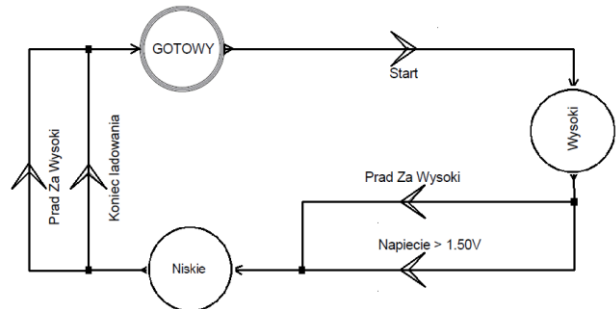 GOTOWY
Start
Wysoki
Prad Za Wysoki
Napiecie > 1.50V
Niskie
Koniec ladowania
Prad Za Wysoki